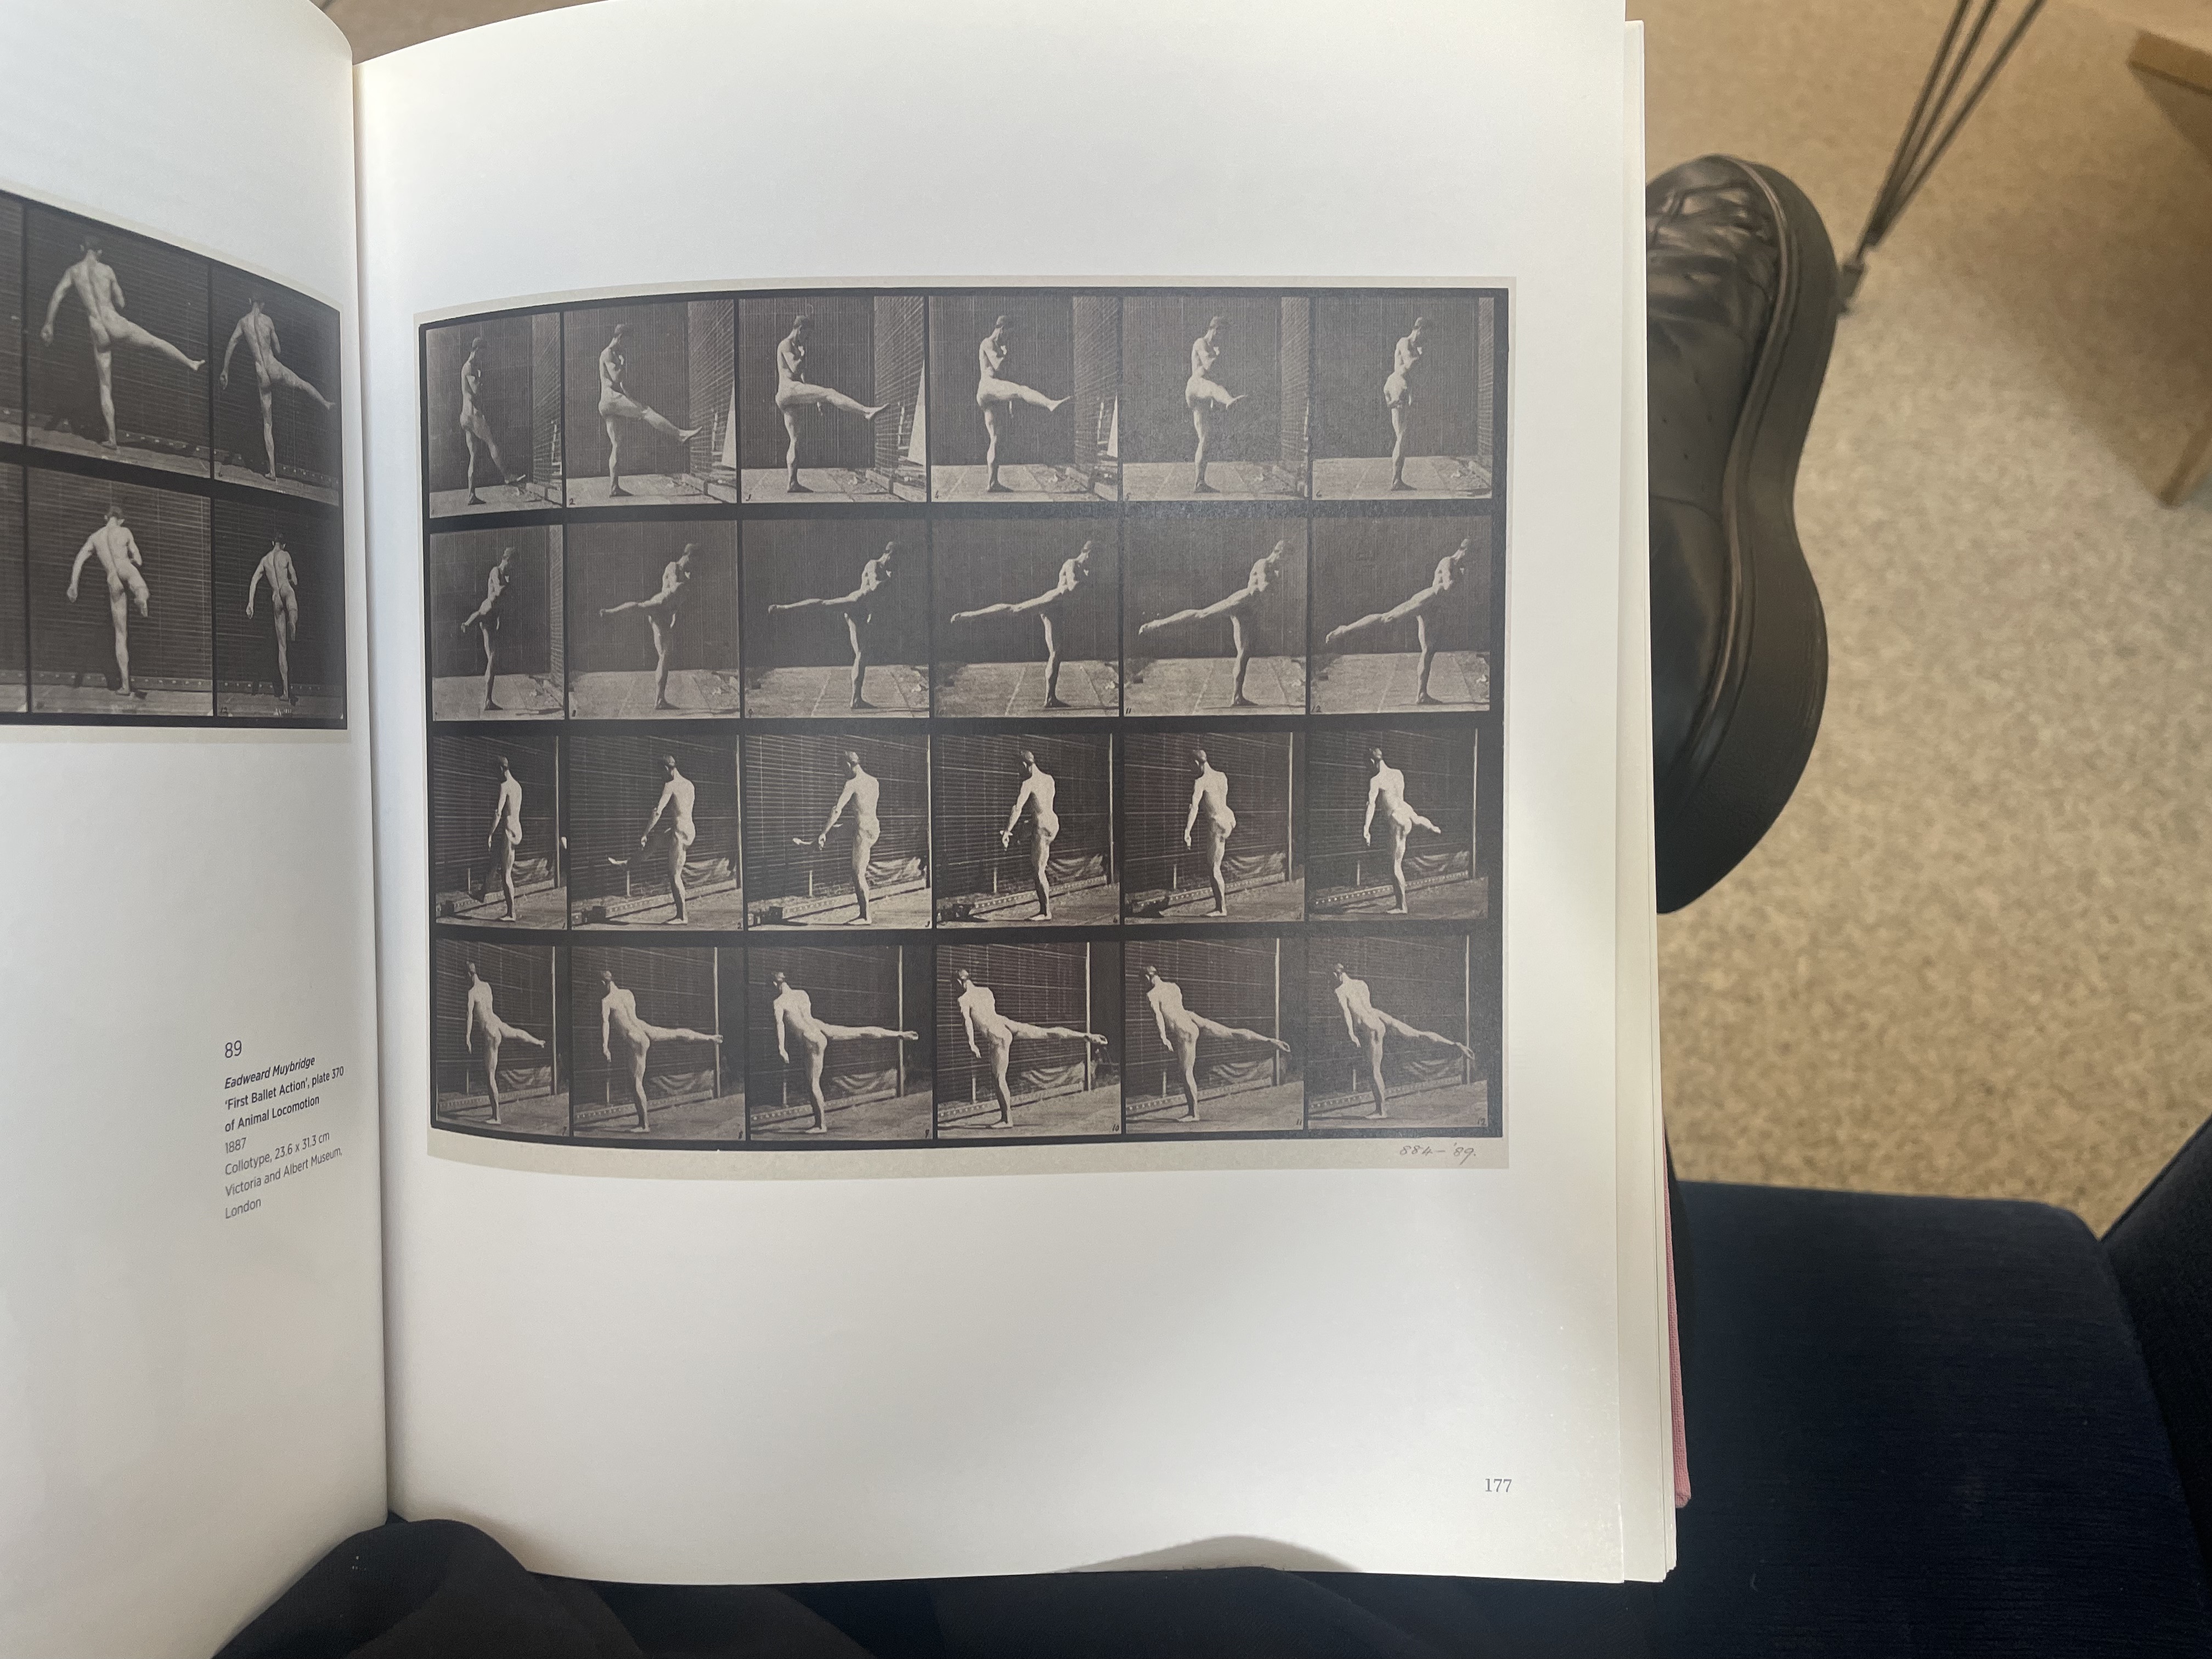 89
Eadweard Muybridge
‘First Ballet Action’, plate 370
of Animal Locomotion
1887
Collotype, 23.6 x 31.3 cm
Victoria and Albert Museum,
London
884–'89.
177